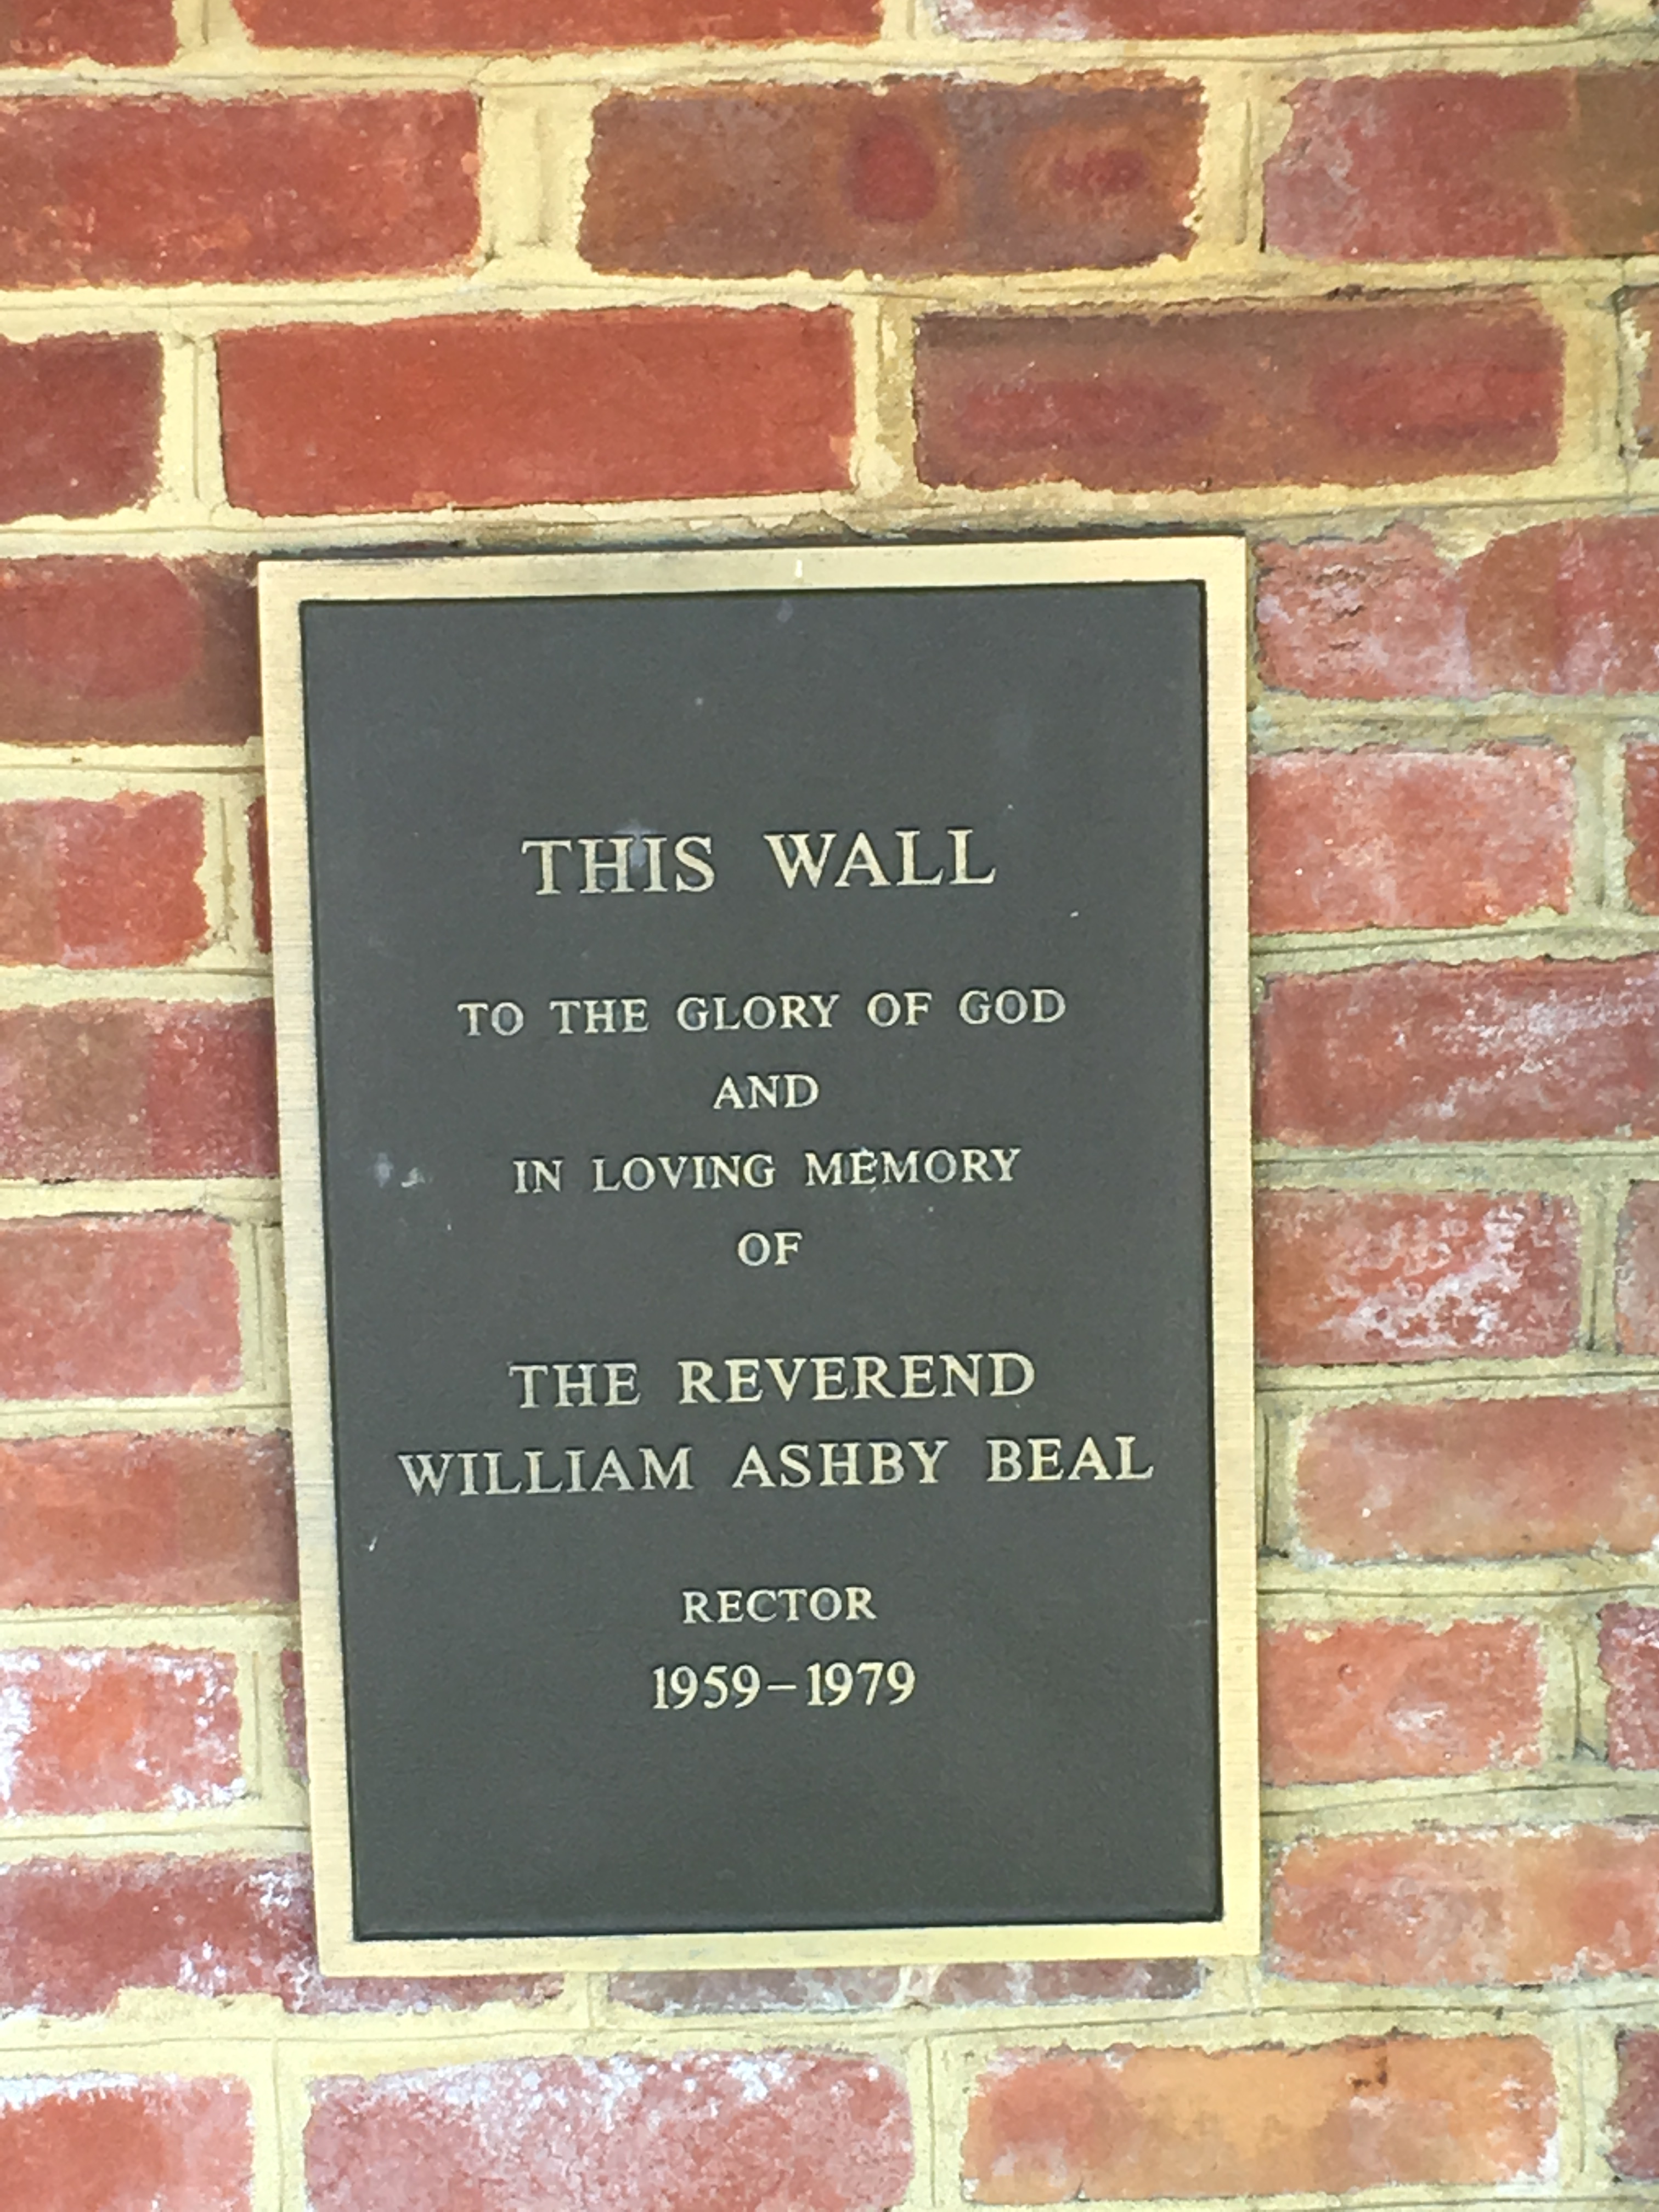 THIS WALL
TO THE GLORY OF GOD
AND
IN LOVING MEMORY
OF
THE REVEREND
WILLIAM ASHBY BEAL
RECTOR
1959–1979